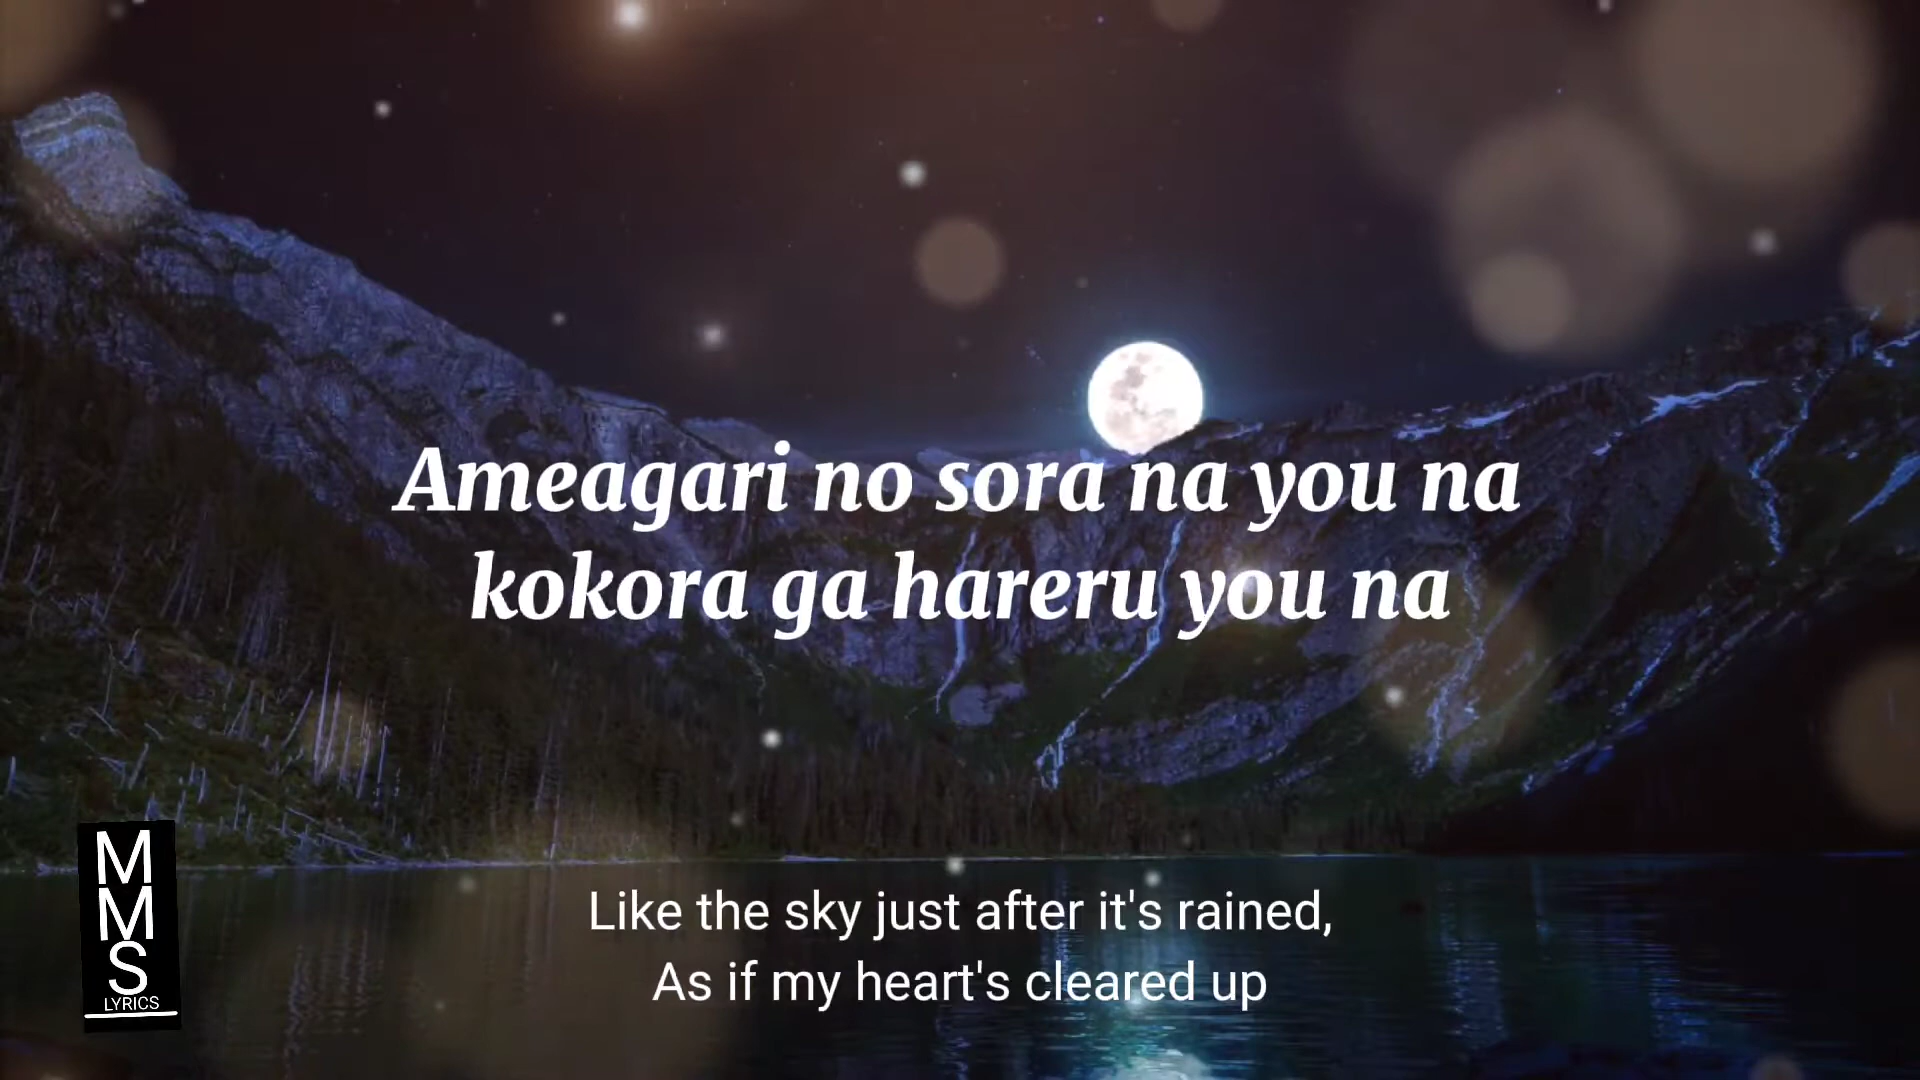 Ameagari no sora na you na
kokora ga hareru you na
Like the sky just after it's rained,
As if my heart's cleared up
M
M
S
LYRICS